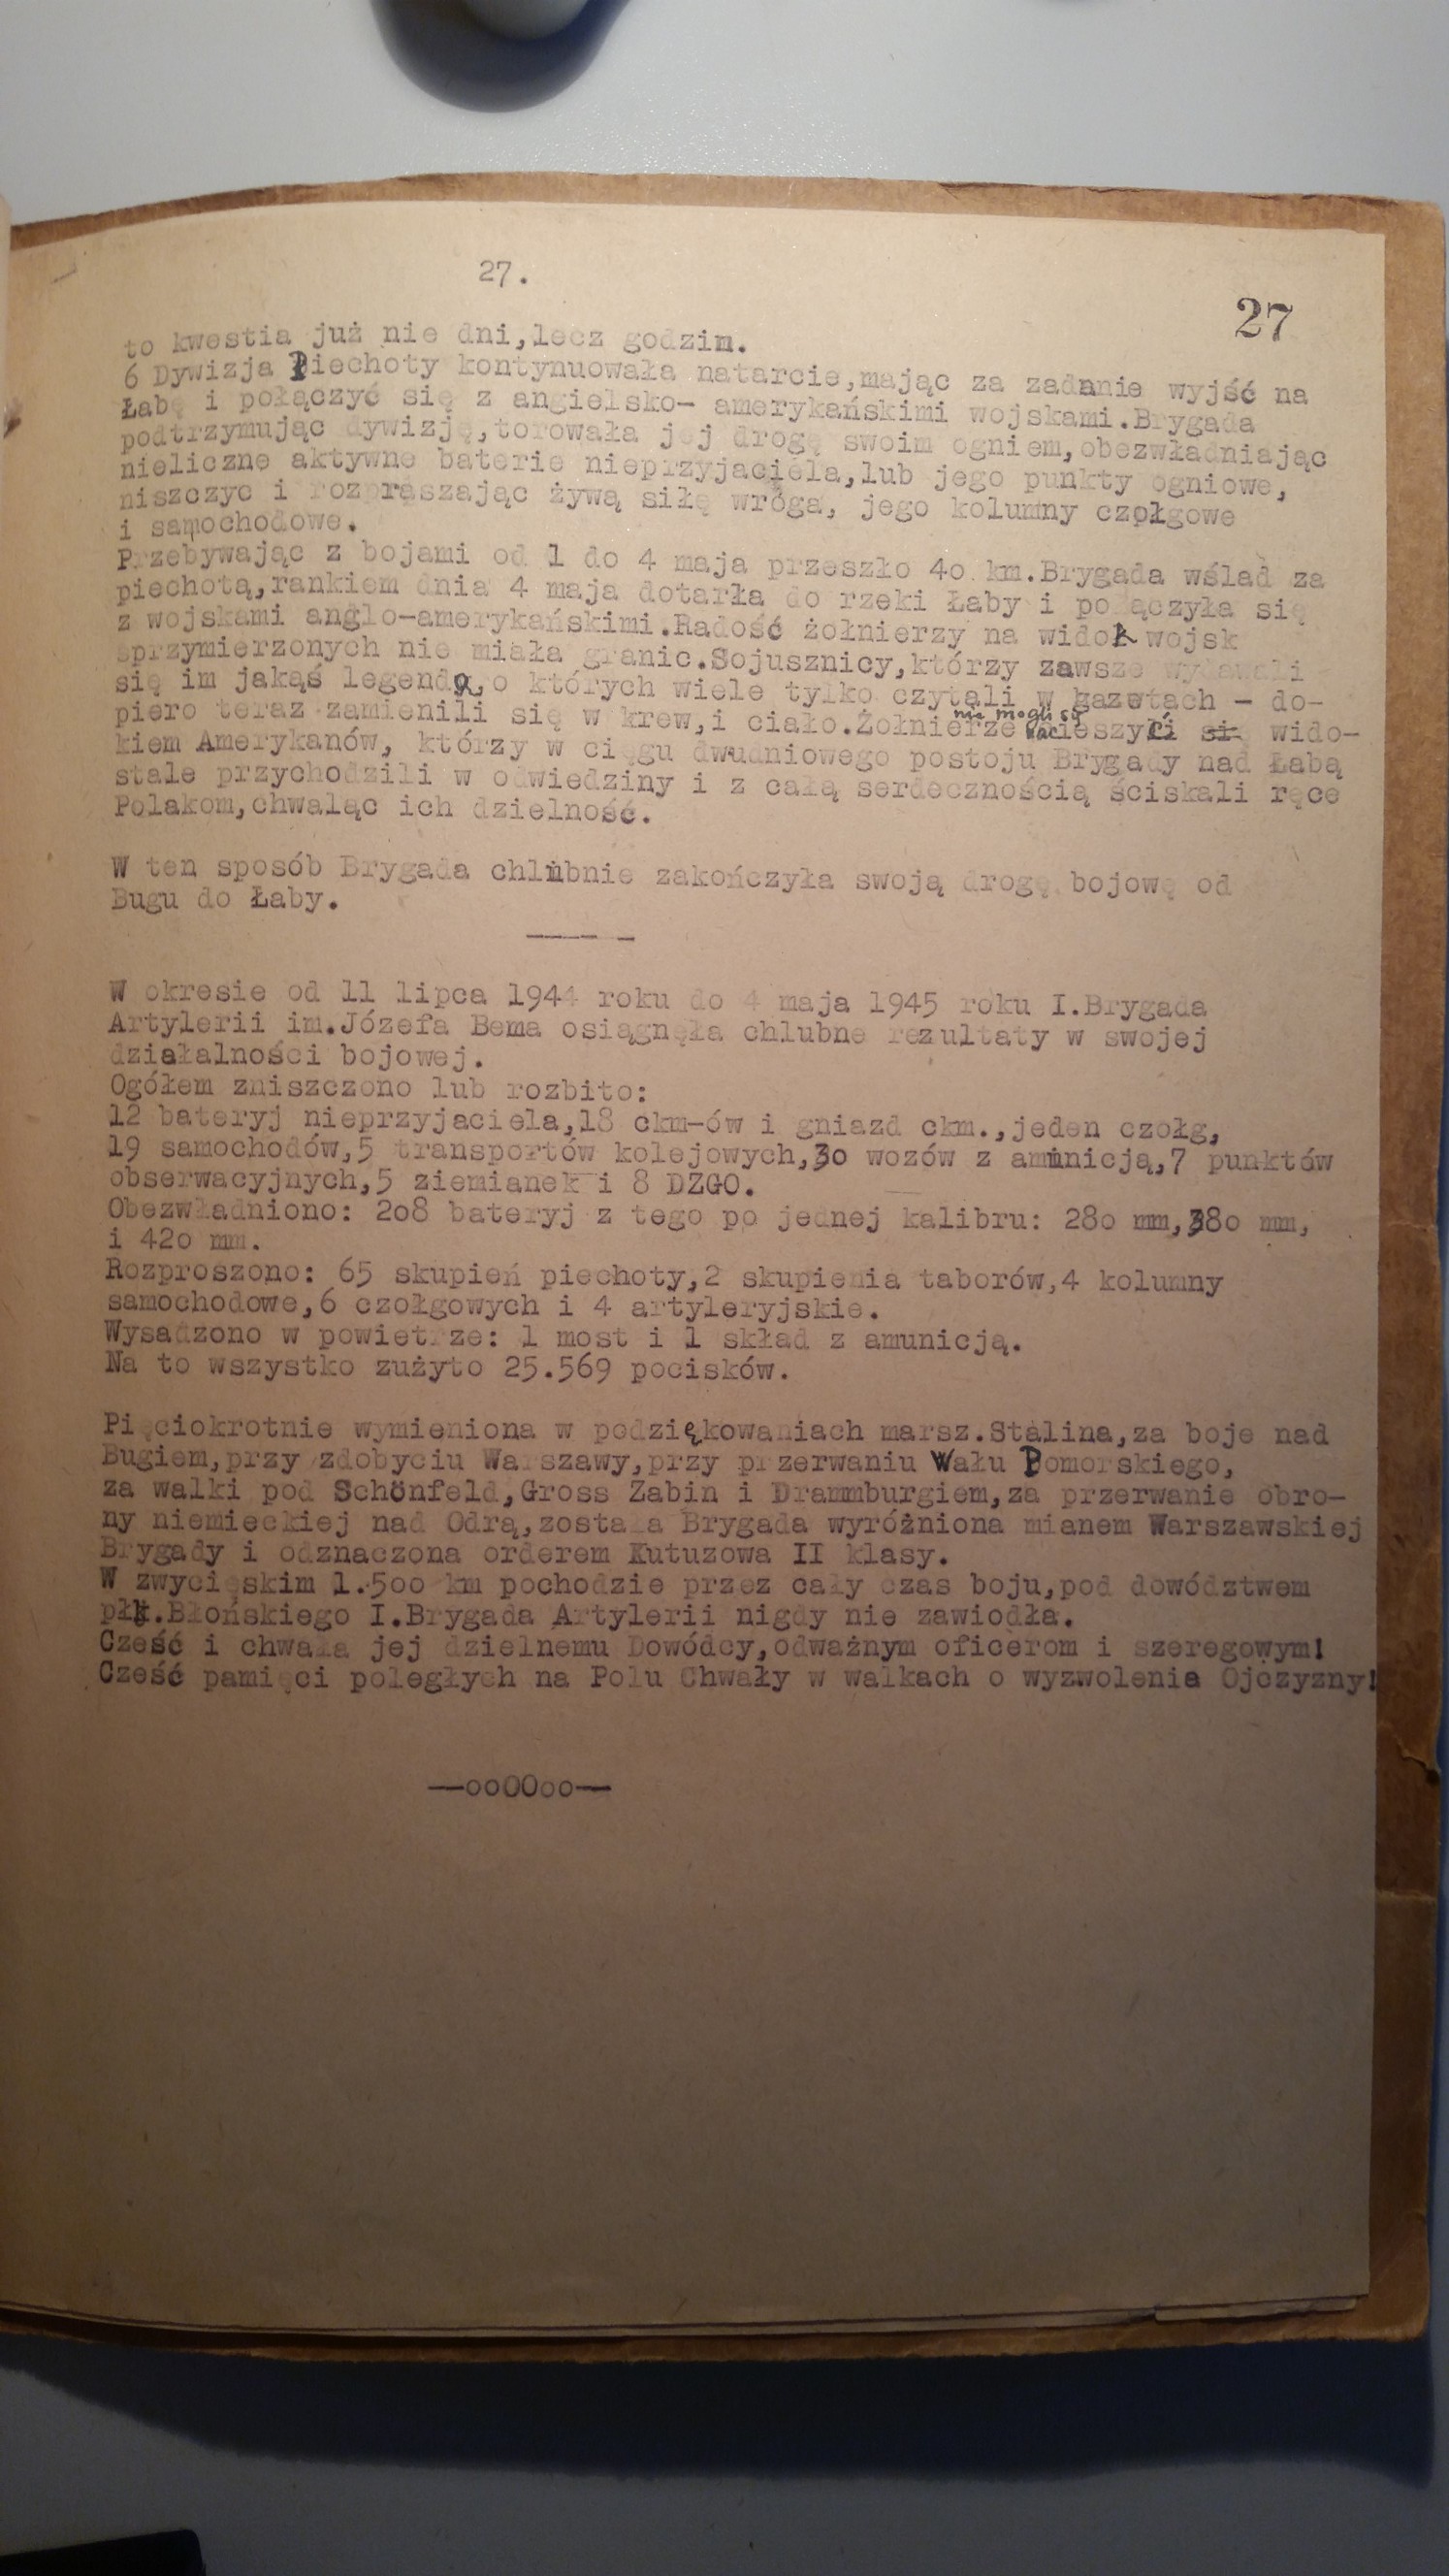 27.
27
to kwestia już nie dni,lecz godzin.
6 Dywizja Piechoty kontynuowała natarcie,mając za zadanie wyjść na
Łabę i połączyć się z angielsko- amerykańskimi wojskami.Brygada
podtrzymując dywizję,torowała jej drogę swoim ogniem,obezwładniając
nieliczne aktywne baterie nieprzyjaciela,lub jego punkty ogniowe,
niszczyc i rozpraszając żywą siłę wroga, jego kolumny czołgowe
i samochodowe.
Przebywając z bojami od 1 do 4 maja przeszło 4o km.Brygada wślad za
piechotą,rankiem dnia 4 maja dotarła do rzeki Łaby i połączyła się
z wojskami anglo-amerykańskimi.Radość żołnierzy na widok wojsk
sprzymierzonych nie miała granic.Sojusznicy,którzy zawsze wydawali
się im jakąś legendą,o których wiele tylko czytali w gazetach - do-
piero teraz zamienili się w krew,i ciało.Żołnierze nie mogli się nacieszyć się wido-
kiem Amerykanów, którzy w ciągu dwudniowego postoju Brygady nad Łabą
stale przychodzili w odwiedziny i z całą serdecznością ściskali ręce
Polakom,chwaląc ich dzielność.
W ten sposób Brygada chlubnie zakończyła swoją drogę bojowę od
Bugu do Łaby.
W okresie od 11 lipca 1944 roku do 4 maja 1945 roku I.Brygada
Artylerii im.Józefa Bema osiągnęła chlubne rezultaty w swojej
działalności bojowej.
Ogółem zniszczono lub rozbito:
12 bateryj nieprzyjaciela,18 ckm-ów i gniazd ckm.,jeden czołg,
19 samochodów,5 transportów kolejowych,3o wozów z amunicją,7 punktów
obserwacyjnych,5 ziemianek i 8 DZGO.
Obezwładniono: 2o8 bateryj z tego po jednej kalibru: 28o mm,38o mm,
i 42o mm.
Rozproszono: 65 skupień piechoty,2 skupienia taborów,4 kolumny
samochodowe,6 czołgowych i 4 artyleryjskie.
Wysadzono w powietrze: 1 most i 1 skład z amunicją.
Na to wszystko zużyto 25.569 pocisków.
Pięciokrotnie wymieniona w podziękowaniach marsz.Stalina,za boje nad
Bugiem,przy zdobyciu Warszawy,przy przerwaniu Wału Pomorskiego,
za walki pod Schönfeld,Gross Zabin i Drammburgiem,za przerwanie obro-
ny niemieckiej nad Odrą,została Brygada wyróżniona mianem Warszawskiej
Brygady i odznaczona orderem Kutuzowa II klasy.
W zwycięskim 1.5oo km pochodzie przez cały czas boju,pod dowództwem
płk.Błońskiego I.Brygada Artylerii nigdy nie zawiodła.
Cześć i chwała jej dzielnemu Dowódcy,odważnym oficerom i szeregowym!
Cześć pamięci poległych na Polu Chwały w walkach o wyzwolenie Ojczyzny!
—ooOOoo—